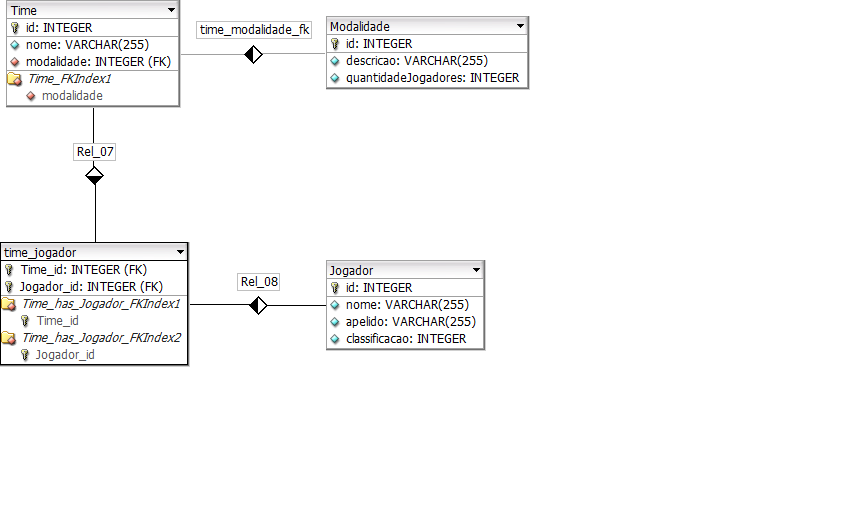 Time
id: INTEGER
nome: VARCHAR(255)
modalidade: INTEGER (FK)
Time_FKIndex1
modalidade
time_modalidade_fk
Modalidade
id: INTEGER
descricao: VARCHAR(255)
quantidadeJogadores: INTEGER
Rel_07
time_jogador
Time_id: INTEGER (FK)
Jogador_id: INTEGER (FK)
Time_has_Jogador_FKIndex1
Time_id
Time_has_Jogador_FKIndex2
Jogador_id
Rel_08
Jogador
id: INTEGER
nome: VARCHAR(255)
apelido: VARCHAR(255)
classificacao: INTEGER